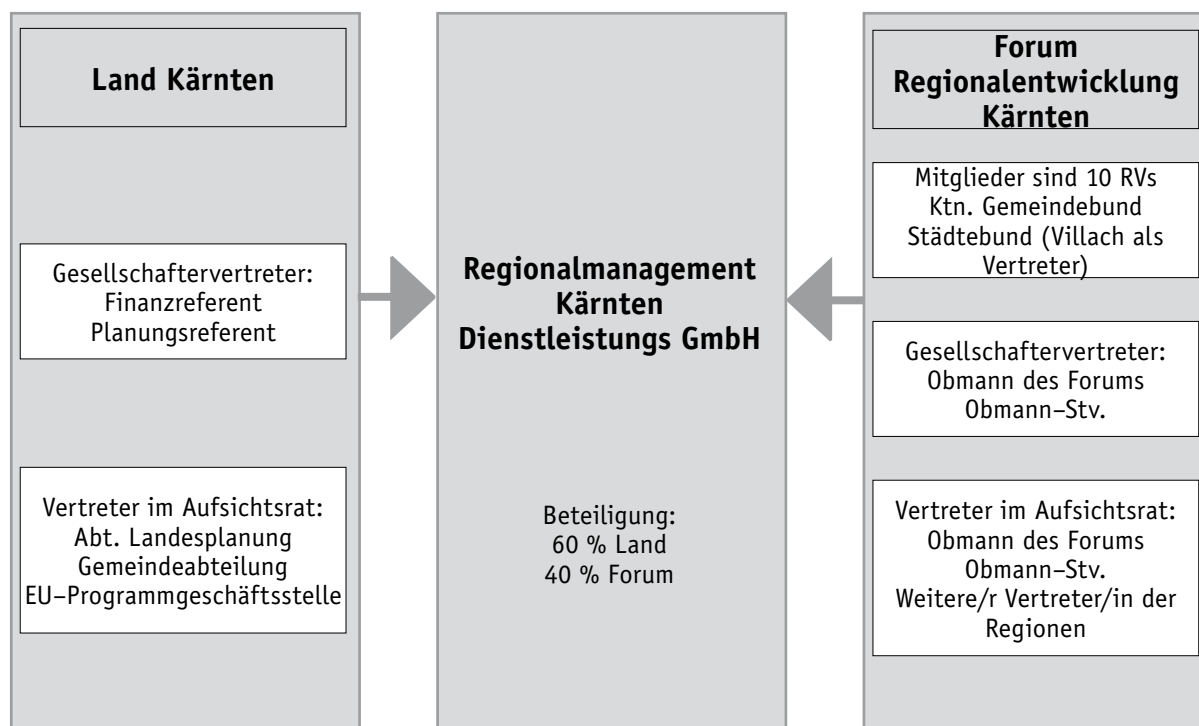 Land Kärnten
Gesellschaftervertreter:
Finanzreferent
Planungsreferent
Vertreter im Aufsichtsrat:
Abt. Landesplanung
Gemeindeabteilung
EU–Programmgeschäftsstelle
Regionalmanagement
Kärnten
Dienstleistungs GmbH
Beteiligung:
60 % Land
40 % Forum
Forum
Regionalentwicklung
Kärnten
Mitglieder sind 10 RVs
Ktn. Gemeindebund
Städtebund (Villach als
Vertreter)
Gesellschaftervertreter:
Obmann des Forums
Obmann–Stv.
Vertreter im Aufsichtsrat:
Obmann des Forums
Obmann–Stv.
Weitere/r Vertreter/in der
Regionen